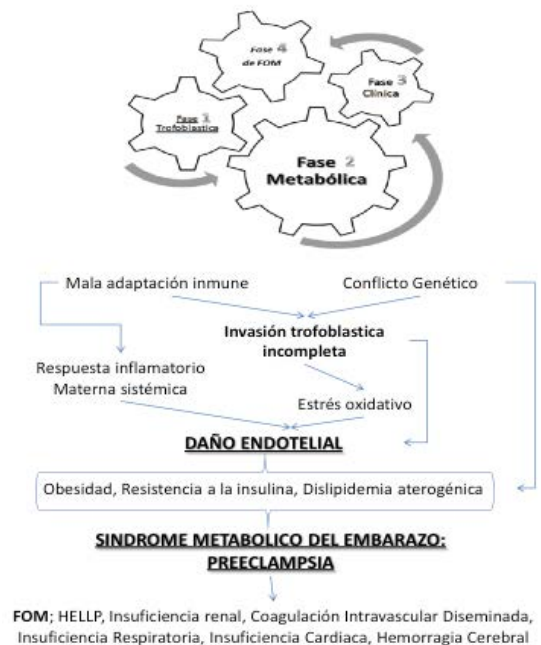 Fase 4
de FOM
Fase 3
Clínica
Fase 1
Trofoblastica
Fase 2
Metabólica
Mala adaptación inmune
Conflicto Genético
Invasión trofoblastica
incompleta
Respuesta inflamatorio
Materna sistémica
Estrés oxidativo
DAÑO ENDOTELIAL
Obesidad, Resistencia a la insulina, Dislipidemia aterogénica
SINDROME METABOLICO DEL EMBARAZO:
PREECLAMPSIA
FOM; HELLP, Insuficiencia renal, Coagulación Intravascular Diseminada,
Insuficiencia Respiratoria, Insuficiencia Cardiaca, Hemorragia Cerebral